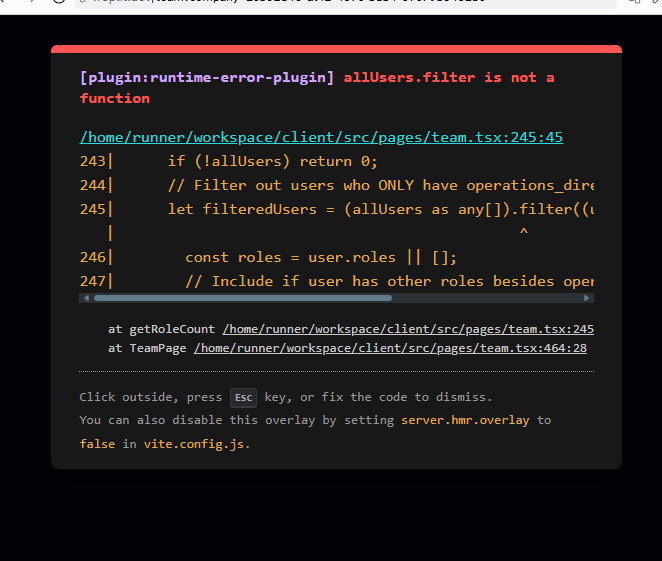 [plugin:runtime-error-plugin] allUsers.filter is not a
function
/home/runner/workspace/client/src/pages/team.tsx:245:45
243|      if (!allUsers) return 0;
244|      // Filter out users who ONLY have operations_dire
245|      let filteredUsers = (allUsers as any[]).filter((u
   |                                              ^
246|        const roles = user.roles || [];
247|        // Include if user has other roles besides oper
at getRoleCount /home/runner/workspace/client/src/pages/team.tsx:245
at TeamPage /home/runner/workspace/client/src/pages/team.tsx:464:28
Click outside, press Esc key, or fix the code to dismiss.
You can also disable this overlay by setting server.hmr.overlay to
false in vite.config.js.